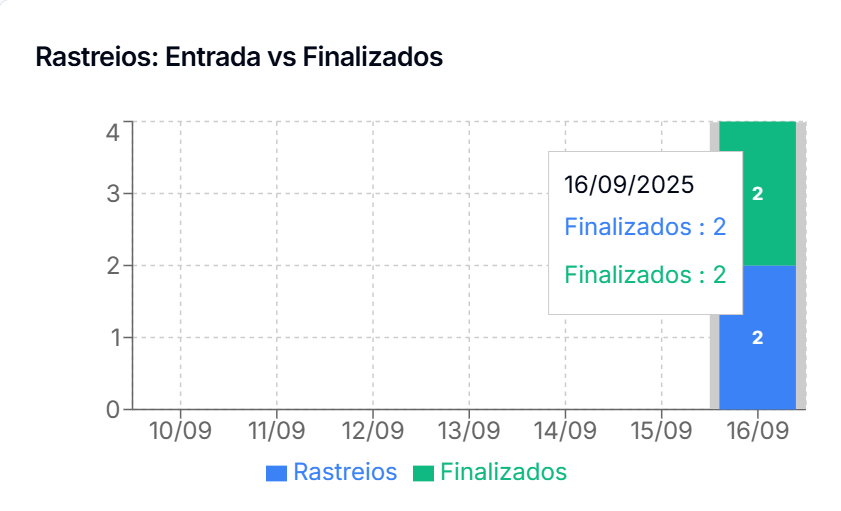 Rastreios: Entrada vs Finalizados
4
3
2
1
0
16/09/2025
Finalizados : 2
Finalizados : 2
2
2
10/09 11/09 12/09 13/09 14/09 15/09 16/09
Rastreios Finalizados